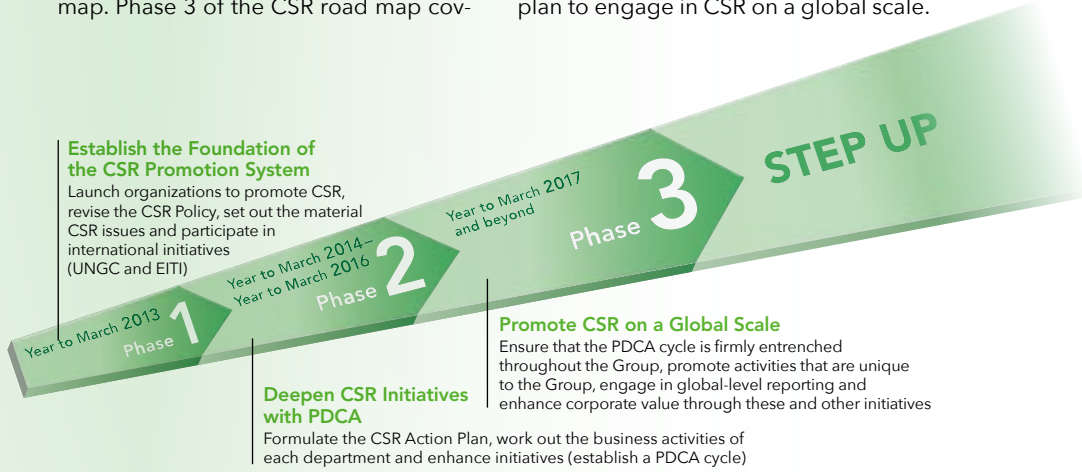 map. Phase 3 of the CSR road map cov-
plan to engage in CSR on a global scale.
Establish the Foundation of
the CSR Promotion System
Launch organizations to promote CSR,
revise the CSR Policy, set out the material
CSR issues and participate in
international initiatives
(UNGC and EITI)
Year to March 2013
Phase 1
Year to March 2014–
Year to March 2016
Phase 2
Year to March 2017
and beyond
Phase 3
STEP UP
Deepen CSR Initiatives
with PDCA
Formulate the CSR Action Plan, work out the business activities of
each department and enhance initiatives (establish a PDCA cycle)
Promote CSR on a Global Scale
Ensure that the PDCA cycle is firmly entrenched
throughout the Group, promote activities that are unique
to the Group, engage in global-level reporting and
enhance corporate value through these and other initiatives